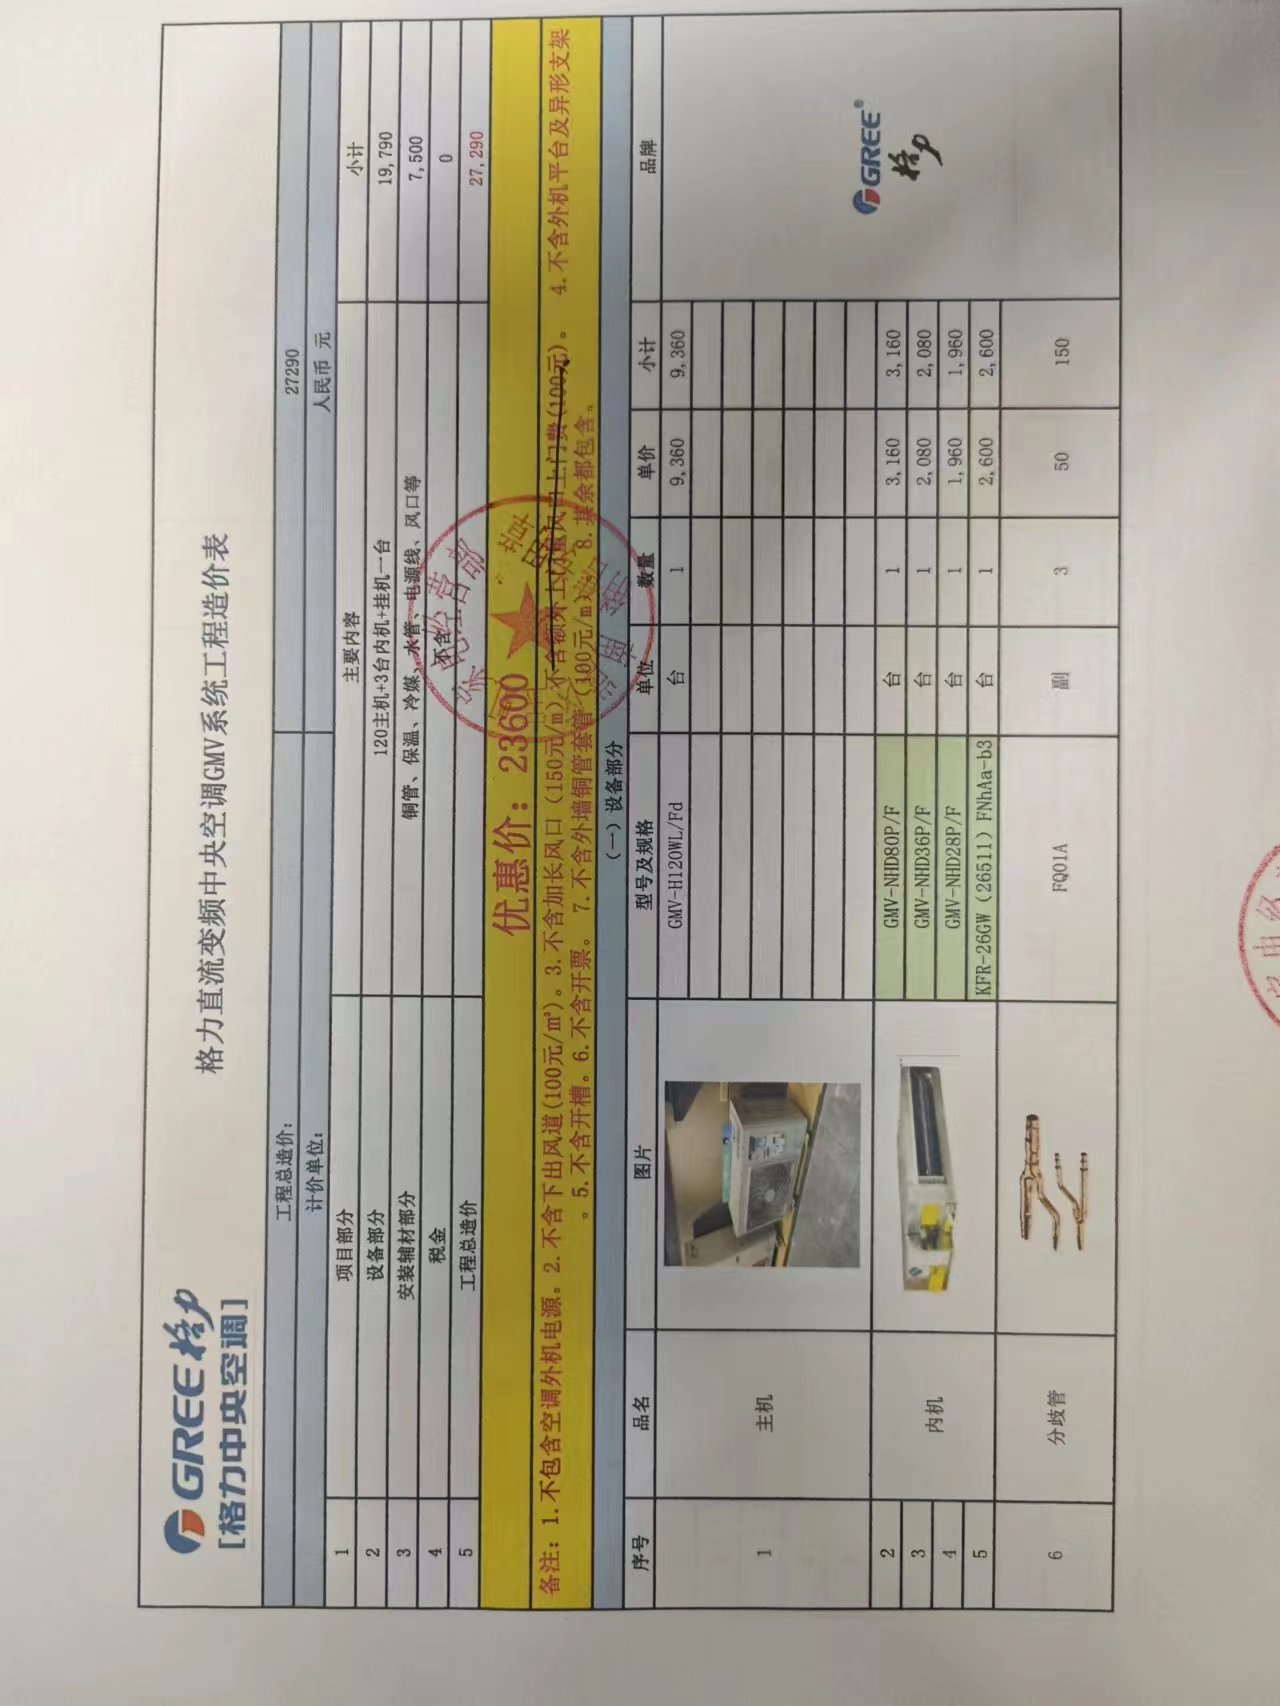 GREE格力
[格力中央空调]
格力直流变频中央空调GMV系统工程造价表
工程总造价： 27290
计价单位： 人民币 元
1 项目部分 主要内容 小计
2 设备部分 120主机+3台内机+挂机一台 19,790
3 安装辅材部分 铜管、保温、冷媒、水管、电源线、风口等 7,500
4 税金 不含 0
5 工程总造价 27,290
优惠价：23600
备注：1.不包含空调外机电源。2.不含下出风道(100元/㎡)。3.不含加长风口（150元/m）不含额外上门量风口上门费(100元)。 4.不含外机平台及异形支架
。5.不含开槽。6.不含开票。 7.不含外墙铜管套管（100元/m）。 8.其余都包含。
家电经营部
（一）设备部分
序号 品名 图片 型号及规格 单位 数量 单价 小计 品牌
1 主机 GMV-H120WL/Fd 台 1 9,360 9,360
GREE®
格力
2 内机 GMV-NHD80P/F 台 1 3,160 3,160
3 GMV-NHD36P/F 台 1 2,080 2,080
4 GMV-NHD28P/F 台 1 1,960 1,960
5 KFR-26GW（26511）FNhAa-b3 台 1 2,600 2,600
6 分歧管 FQ01A 副 3 50 150
家电经